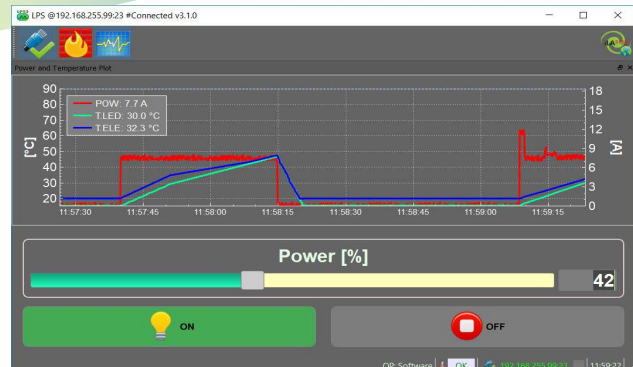 LPS @192.168.255.99:23 #Connected v3.1.0
Power and Temperature Plot
90
80
70
60
50
40
30
20
[°C]
POW: 7.7 A
T.LED: 30.0 °C
T.ELE: 32.3 °C
18
15
12
9
6
3
0
[A]
11:57:30 11:57:45 11:58:00 11:58:15 11:58:30 11:58:45 11:59:00 11:59:15
Power [%]
42
ON OFF
OP: Software OK 192.168.255.99:23 11:59:22